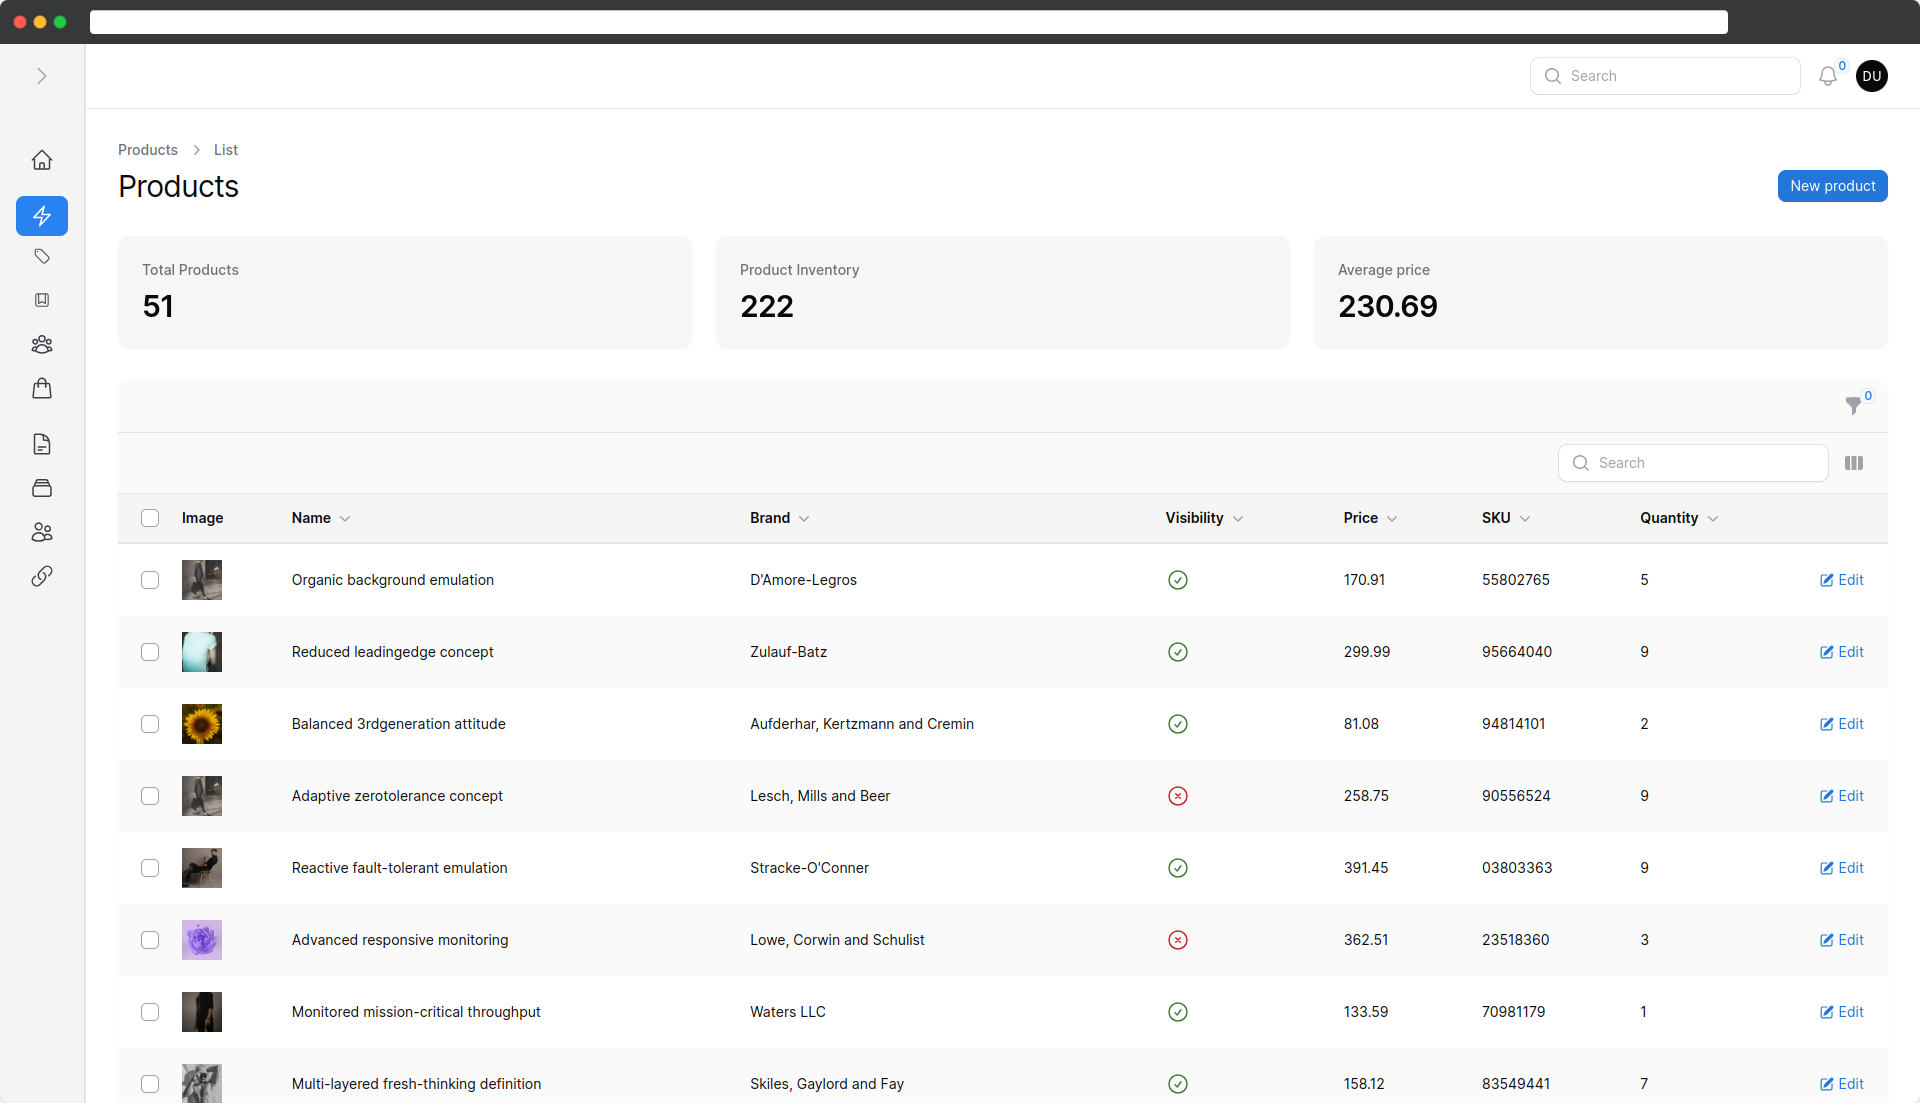 Search
0
DU
Products > List
Products
New product
Total Products
51
Product Inventory
222
Average price
230.69
0
Search
Image Name Brand Visibility Price SKU Quantity
Organic background emulation D'Amore-Legros 170.91 55802765 5 Edit
Reduced leadingedge concept Zulauf-Batz 299.99 95664040 9 Edit
Balanced 3rdgeneration attitude Aufderhar, Kertzmann and Cremin 81.08 94814101 2 Edit
Adaptive zerotolerance concept Lesch, Mills and Beer 258.75 90556524 9 Edit
Reactive fault-tolerant emulation Stracke-O'Conner 391.45 03803363 9 Edit
Advanced responsive monitoring Lowe, Corwin and Schulist 362.51 23518360 3 Edit
Monitored mission-critical throughput Waters LLC 133.59 70981179 1 Edit
Multi-layered fresh-thinking definition Skiles, Gaylord and Fay 158.12 83549441 7 Edit